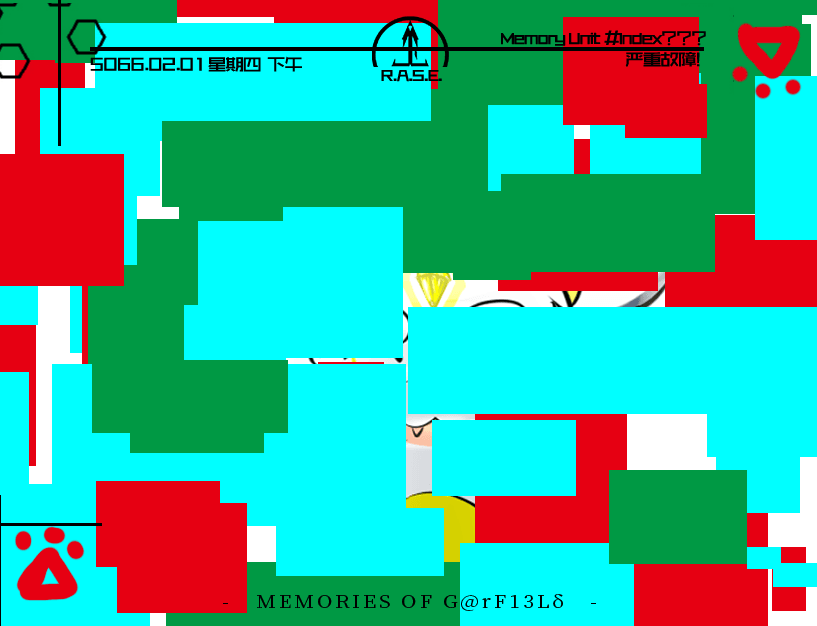 Memory Unit #Index???
5066.02.01 星期四 下午
严重故障!
R.A.S.E
- MEMORIES OF G@rF13Lδ -